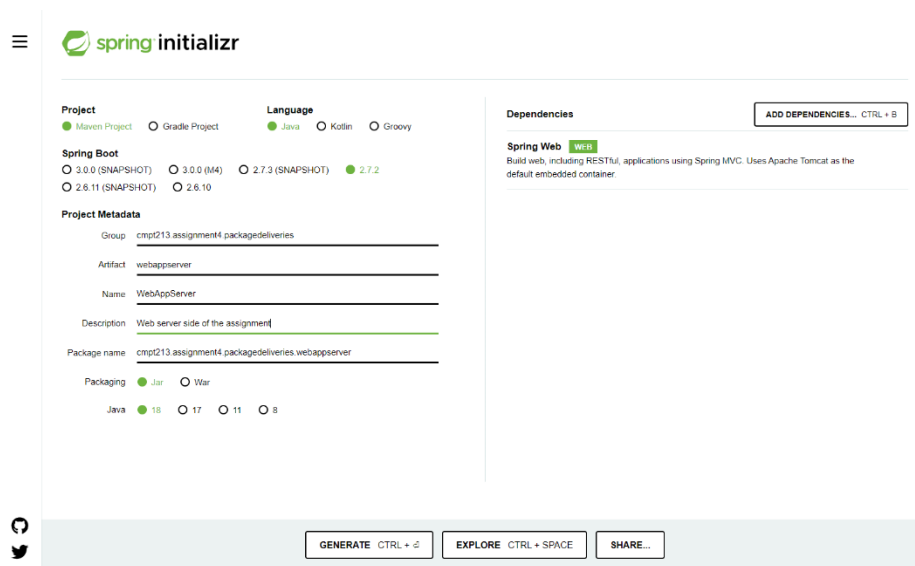 spring initializr
Project
Maven Project Gradle Project
Language
Java Kotlin Groovy
Spring Boot
3.0.0 (SNAPSHOT) 3.0.0 (M4) 2.7.3 (SNAPSHOT) 2.7.2
2.6.11 (SNAPSHOT) 2.6.10
Project Metadata
Group cmpt213.assignment4.packagedeliveries
Artifact webappserver
Name WebAppServer
Description Web server side of the assignment
Package name cmpt213.assignment4.packagedeliveries.webappserver
Packaging Jar War
Java 18 17 11 8
Dependencies
ADD DEPENDENCIES... CTRL + B
Spring Web WEB
Build web, including RESTful, applications using Spring MVC. Uses Apache Tomcat as the
default embedded container.
GENERATE CTRL + ⏎
EXPLORE CTRL + SPACE
SHARE...